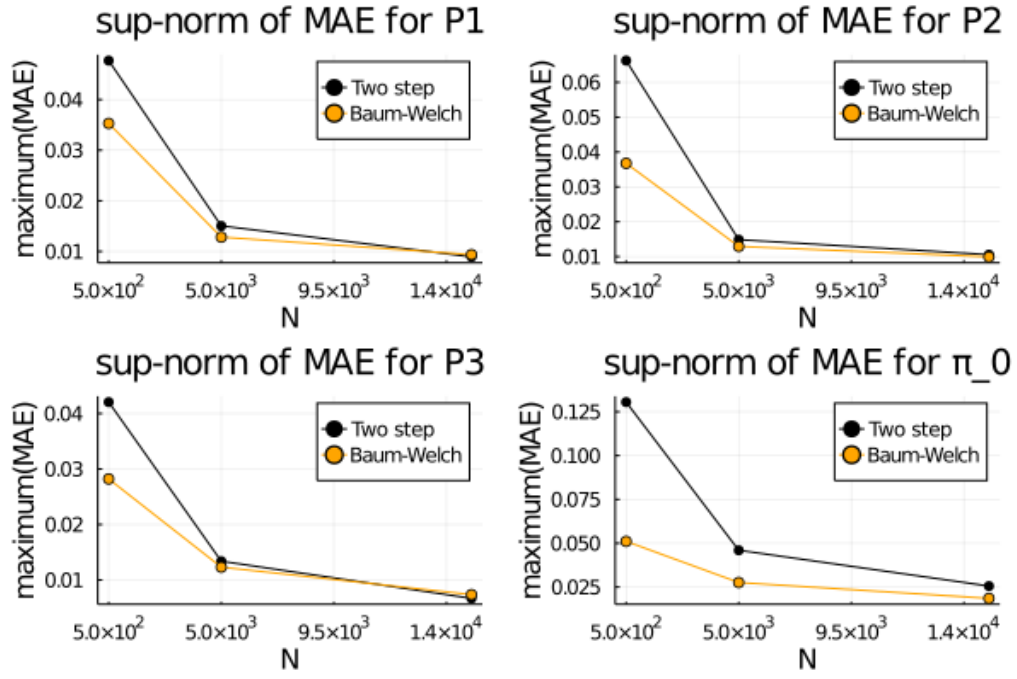 sup-norm of MAE for P1
maximum(MAE)
0.04
0.03
0.02
0.01
Two step
Baum-Welch
5.0×10² 5.0×10³ 9.5×10³ 1.4×10⁴
N
sup-norm of MAE for P2
maximum(MAE)
0.06
0.05
0.04
0.03
0.02
0.01
Two step
Baum-Welch
5.0×10² 5.0×10³ 9.5×10³ 1.4×10⁴
N
sup-norm of MAE for P3
maximum(MAE)
0.04
0.03
0.02
0.01
Two step
Baum-Welch
5.0×10² 5.0×10³ 9.5×10³ 1.4×10⁴
N
sup-norm of MAE for π_0
maximum(MAE)
0.125
0.100
0.075
0.050
0.025
Two step
Baum-Welch
5.0×10² 5.0×10³ 9.5×10³ 1.4×10⁴
N